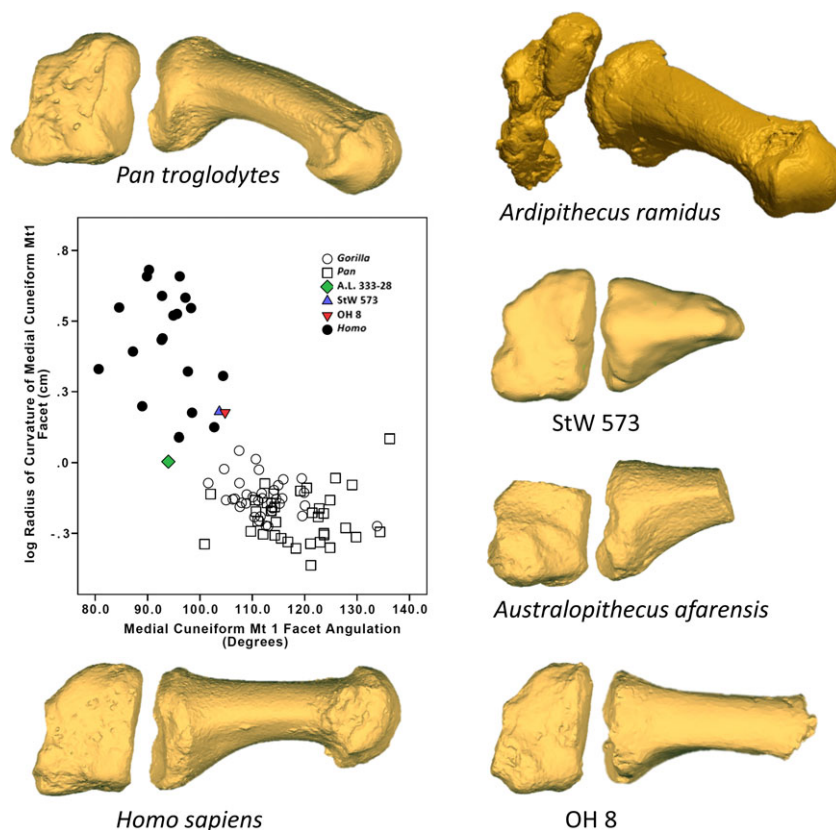 Pan troglodytes
Ardipithecus ramidus
log Radius of Curvature of Medial Cuneiform Mt1
Facet (cm)
.8
.5
.3
.0
-.3
Gorilla
Pan
A.L. 333-28
StW 573
OH 8
Homo
80.0 90.0 100.0 110.0 120.0 130.0 140.0
Medial Cuneiform Mt 1 Facet Angulation
(Degrees)
StW 573
Australopithecus afarensis
Homo sapiens
OH 8